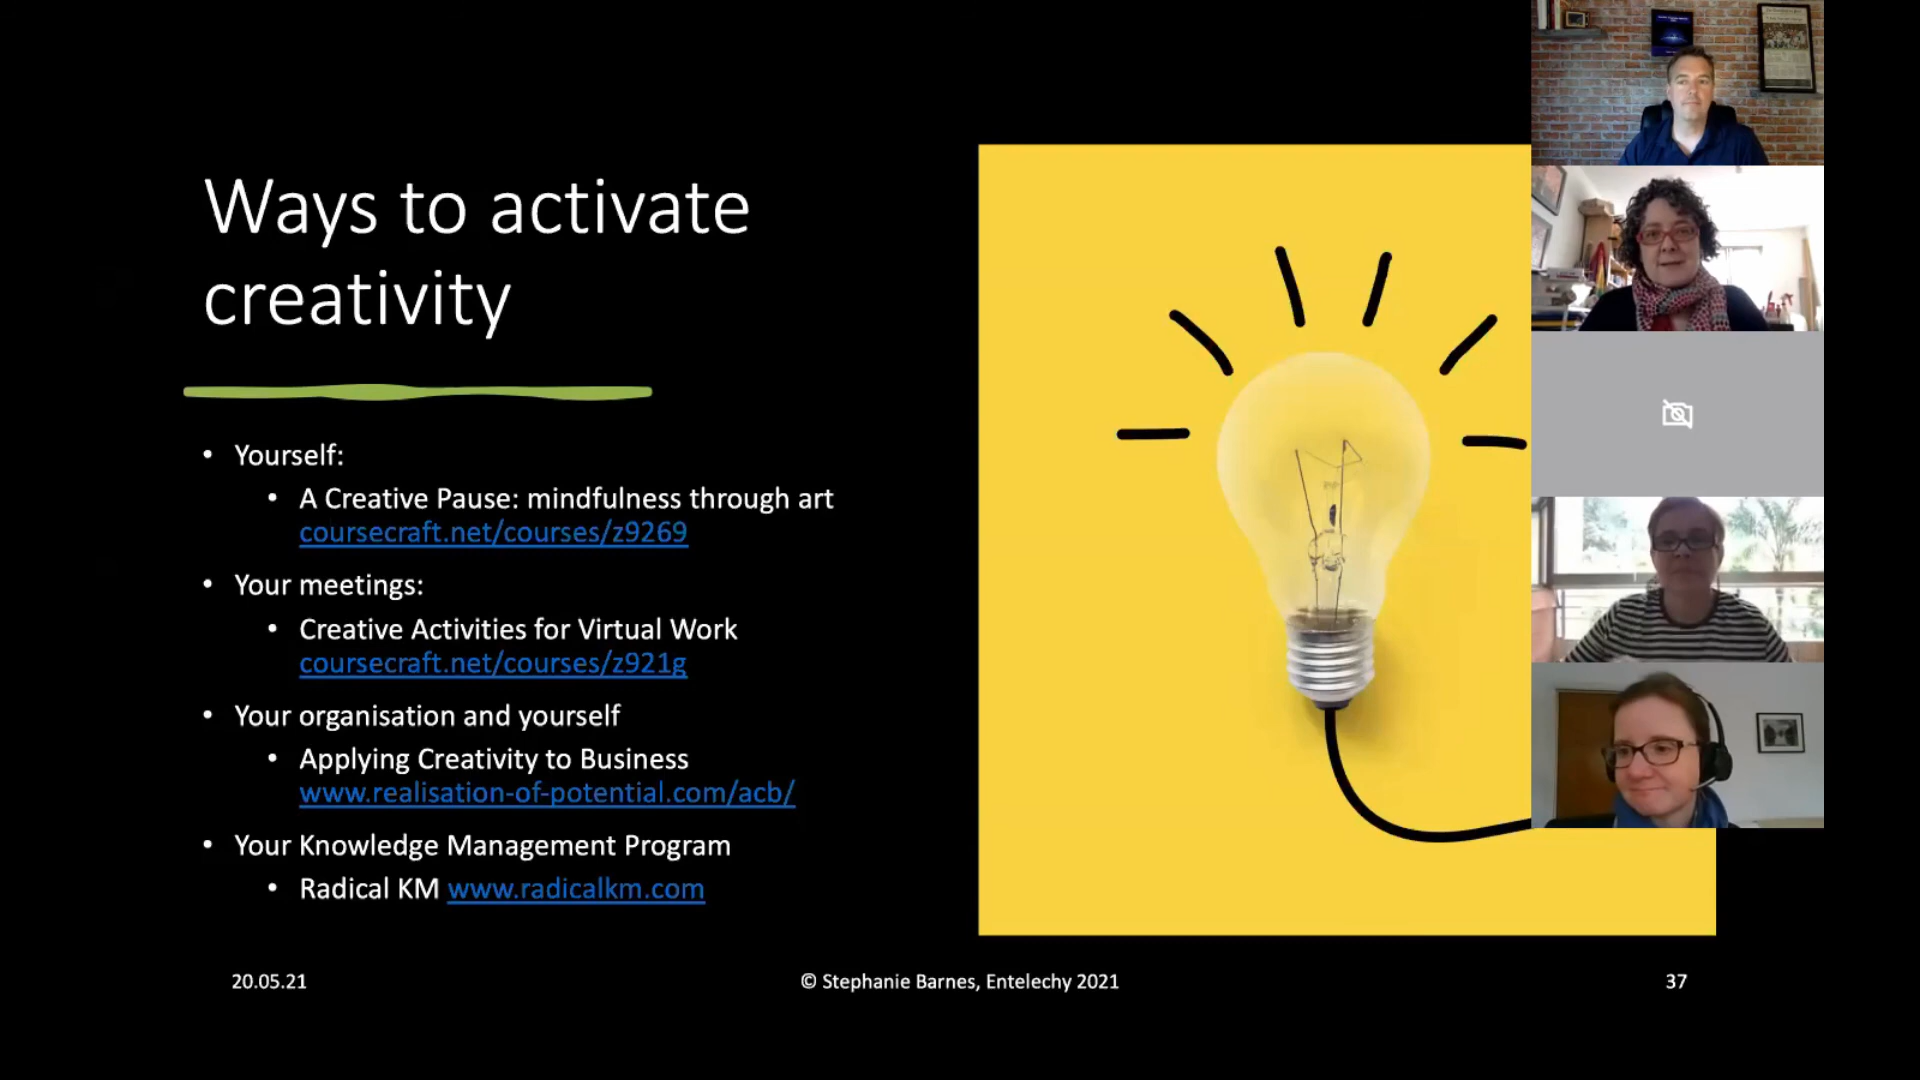 Ways to activate
creativity
• Yourself:
• A Creative Pause: mindfulness through art
coursecraft.net/courses/z9269
• Your meetings:
• Creative Activities for Virtual Work
coursecraft.net/courses/z921g
• Your organisation and yourself
• Applying Creativity to Business
www.realisation-of-potential.com/acb/
• Your Knowledge Management Program
• Radical KM www.radicalkm.com
20.05.21
© Stephanie Barnes, Entelechy 2021
37